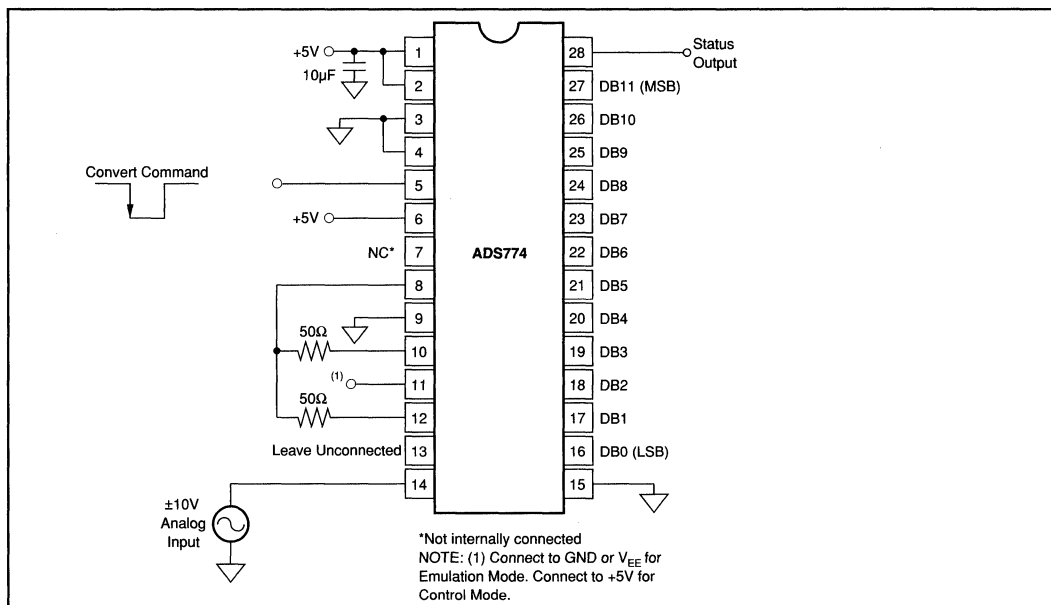 +5V
10µF
Convert Command
+5V
NC*
50Ω
(1)
50Ω
Leave Unconnected
±10V
Analog
Input
1
2
3
4
5
6
7
8
9
10
11
12
13
14
ADS774
28
27
26
25
24
23
22
21
20
19
18
17
16
15
Status
Output
DB11 (MSB)
DB10
DB9
DB8
DB7
DB6
DB5
DB4
DB3
DB2
DB1
DB0 (LSB)
*Not internally connected
NOTE: (1) Connect to GND or VEE for
Emulation Mode. Connect to +5V for
Control Mode.